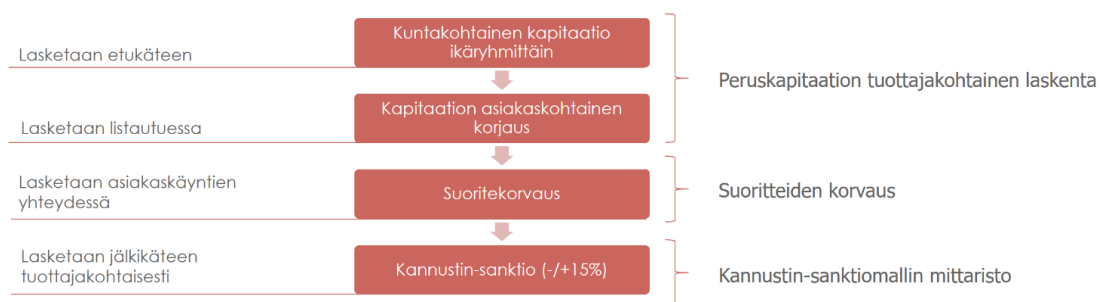 Lasketaan etukäteen
Kuntakohtainen kapitaatio
ikäryhmittäin
Peruskapitaation tuottajakohtainen laskenta
Lasketaan listautuessa
Kapitaation asiakaskohtainen
korjaus
Lasketaan asiakaskäyntien
yhteydessä
Suoritekorvaus
Suoritteiden korvaus
Lasketaan jälkikäteen
tuottajakohtaisesti
Kannustin-sanktio (-/+15%)
Kannustin-sanktiomallin mittaristo